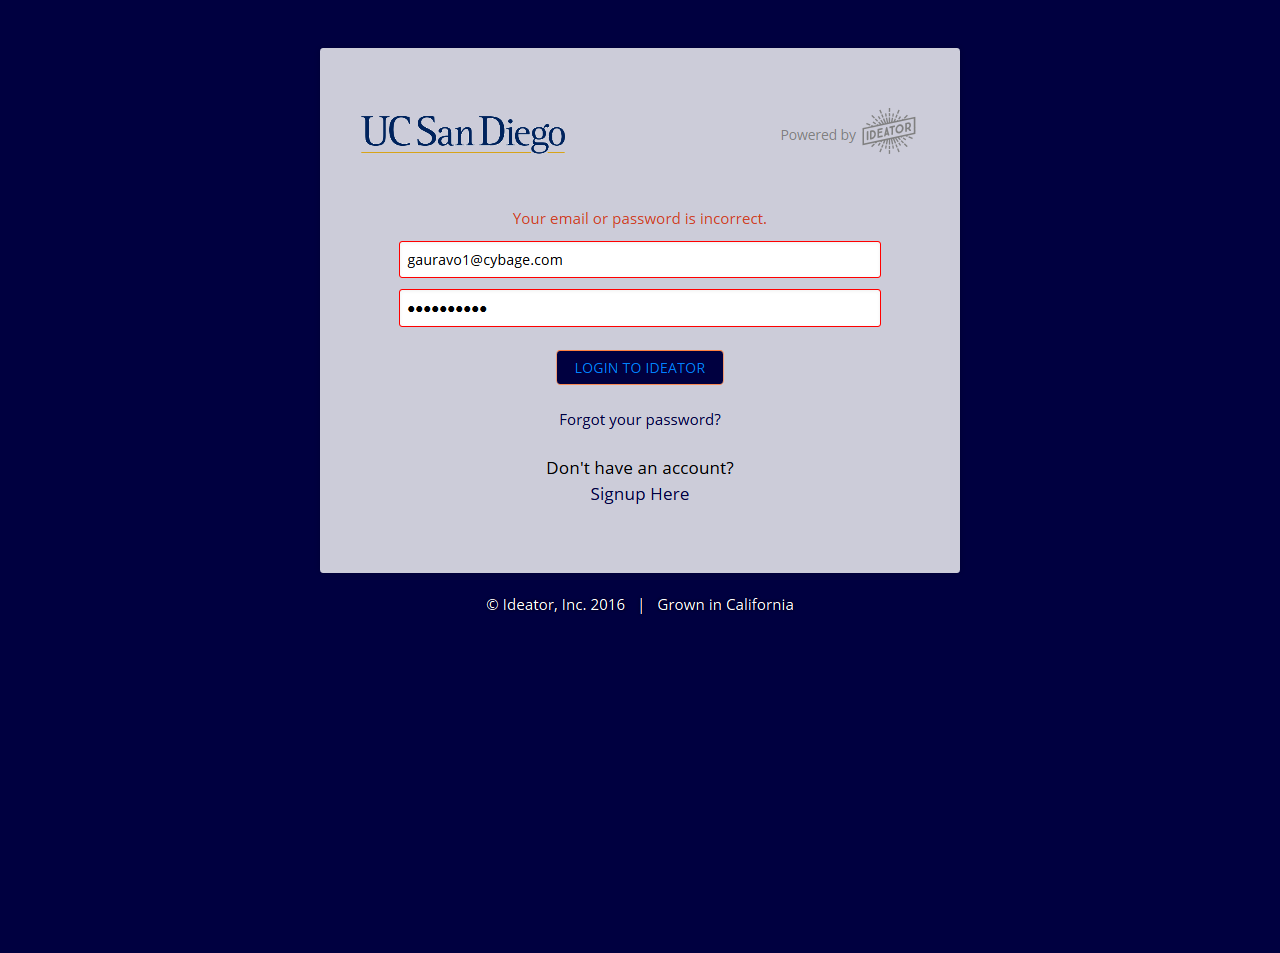 UC San Diego
Powered by IDEATOR
Your email or password is incorrect.
gauravo1@cybage.com
●●●●●●●●●●
LOGIN TO IDEATOR
Forgot your password?
Don't have an account?
Signup Here
© Ideator, Inc. 2016 | Grown in California